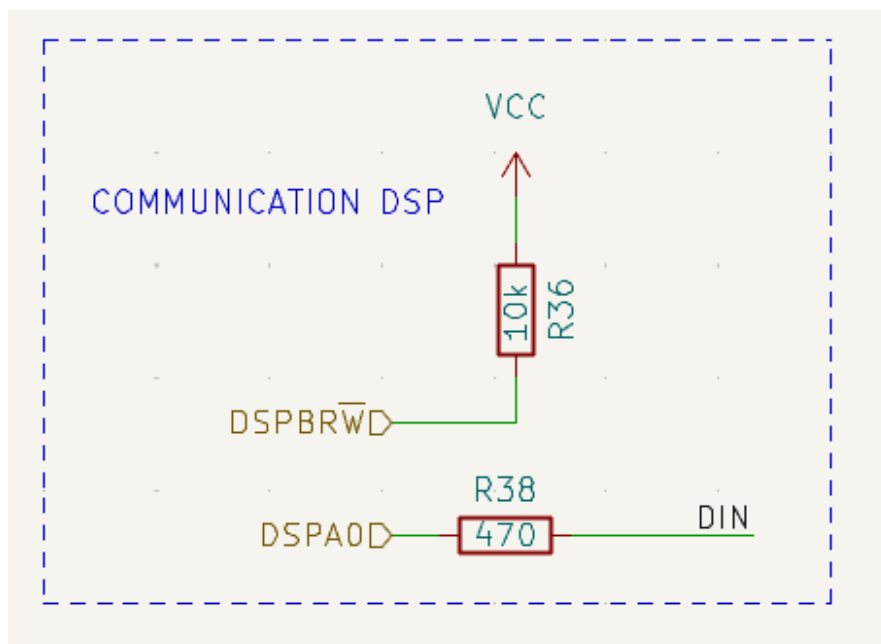 VCC
COMMUNICATION DSP
10k
R36
DSPBRW̅
R38
DSPA0
470
DIN